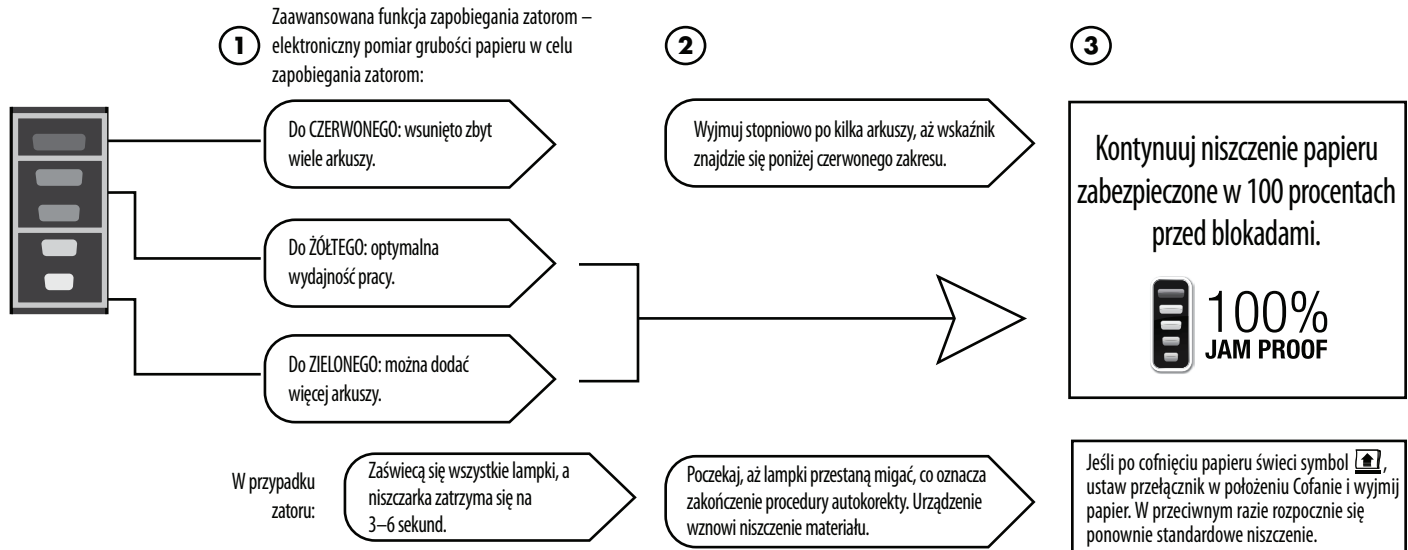 1
Zaawansowana funkcja zapobiegania zatorom –
elektroniczny pomiar grubości papieru w celu
zapobiegania zatorom:
Do CZERWONEGO: wsunięto zbyt
wiele arkuszy.
Do ŻÓŁTEGO: optymalna
wydajność pracy.
Do ZIELONEGO: można dodać
więcej arkuszy.
2
Wyjmuj stopniowo po kilka arkuszy, aż wskaźnik
znajdzie się poniżej czerwonego zakresu.
3
Kontynuuj niszczenie papieru
zabezpieczone w 100 procentach
przed blokadami.
100%
JAM PROOF
W przypadku
zatoru:
Zaświecą się wszystkie lampki, a
niszczarka zatrzyma się na
3–6 sekund.
Poczekaj, aż lampki przestaną migać, co oznacza
zakończenie procedury autokorekty. Urządzenie
wznowi niszczenie materiału.
Jeśli po cofnięciu papieru świeci symbol ,
ustaw przełącznik w położeniu Cofanie i wyjmij
papier. W przeciwnym razie rozpocznie się
ponownie standardowe niszczenie.